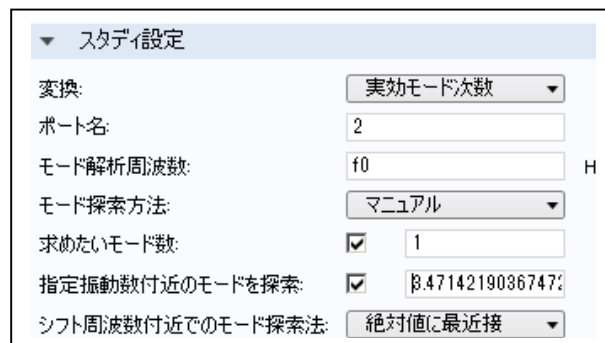 スタディ設定
変換: 実効モード次数
ポート名: 2
モード解析周波数: f0 H
モード探索方法: マニュアル
求めたいモード数: 1
指定振動数付近のモードを探索: 3.47142190367472
シフト周波数付近でのモード探索法: 絶対値に最近接